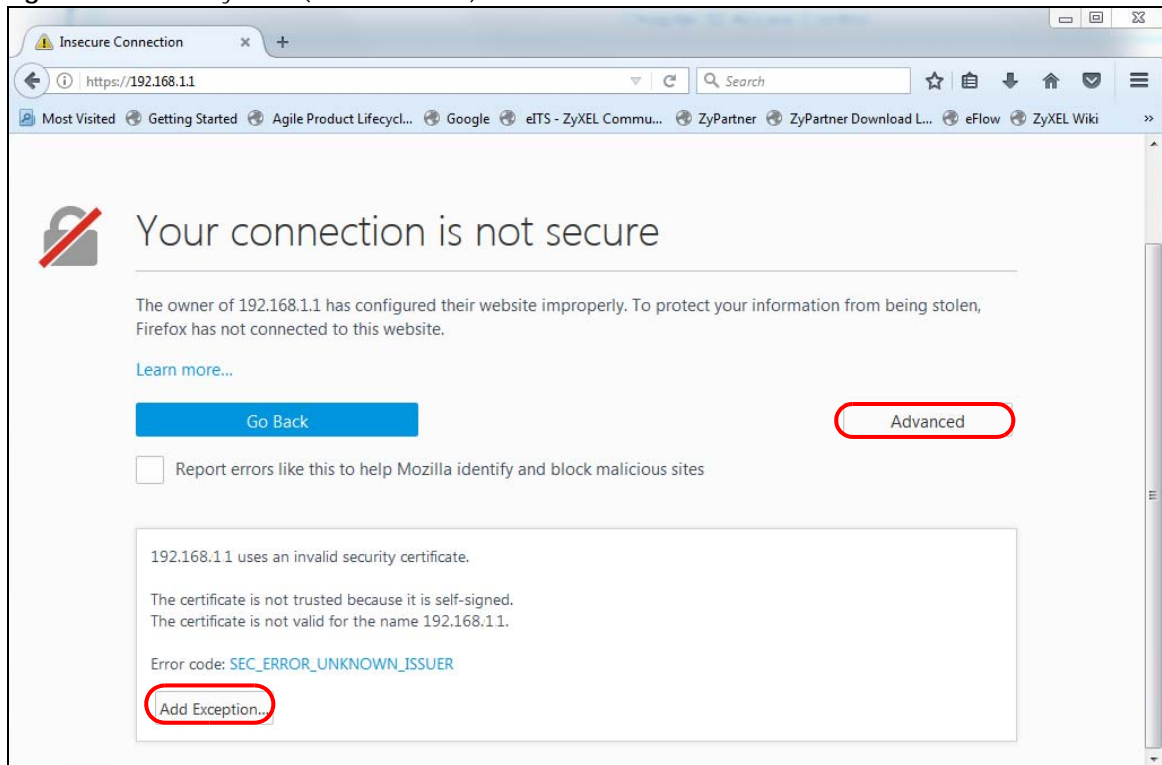 Insecure Connection
https://192.168.1.1
Search
Most Visited Getting Started Agile Product Lifecycl... Google eITS - ZyXEL Commu... ZyPartner ZyPartner Download L... eFlow ZyXEL Wiki
Your connection is not secure
The owner of 192.168.1.1 has configured their website improperly. To protect your information from being stolen,
Firefox has not connected to this website.
Learn more...
Go Back
Advanced
Report errors like this to help Mozilla identify and block malicious sites
192.168.1.1 uses an invalid security certificate.
The certificate is not trusted because it is self-signed.
The certificate is not valid for the name 192.168.1.1.
Error code: SEC_ERROR_UNKNOWN_ISSUER
Add Exception...